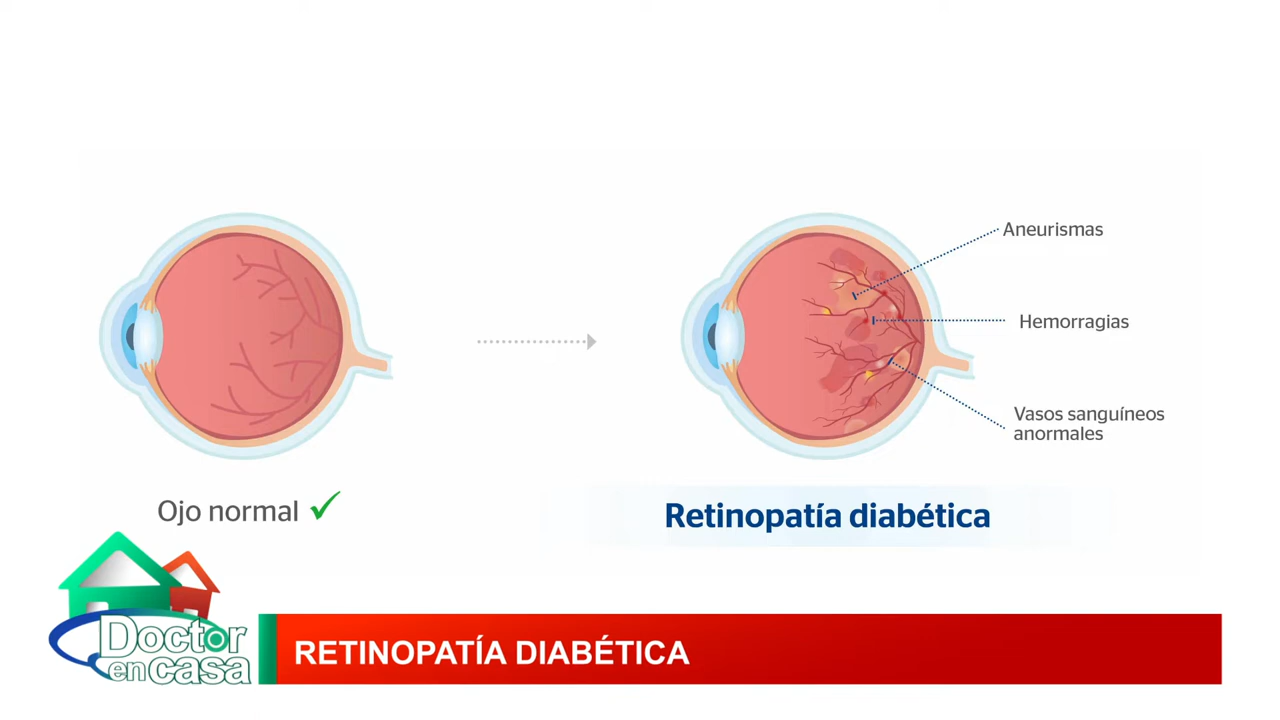 Aneurismas
Hemorragias
Vasos sanguíneos
anormales
Ojo normal
Retinopatía diabética
Doctor
en casa
RETINOPATÍA DIABÉTICA